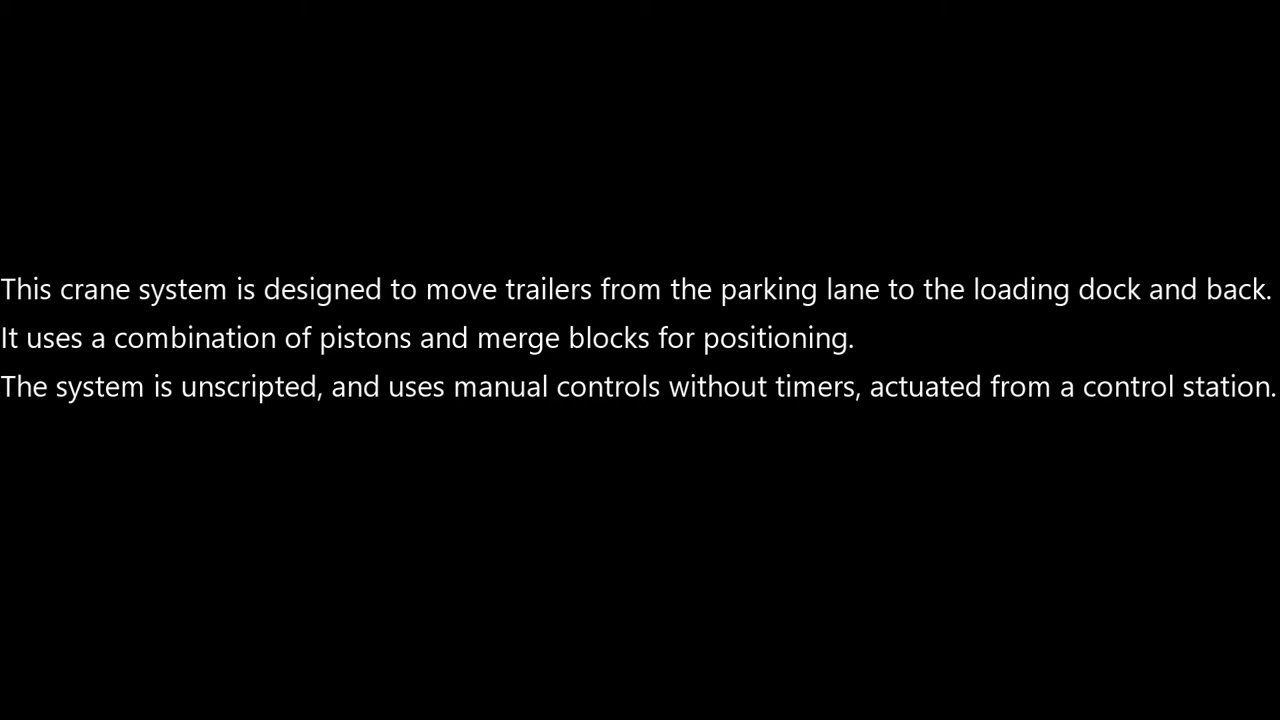 This crane system is designed to move trailers from the parking lane to the loading dock and back.
It uses a combination of pistons and merge blocks for positioning.
The system is unscripted, and uses manual controls without timers, actuated from a control station.